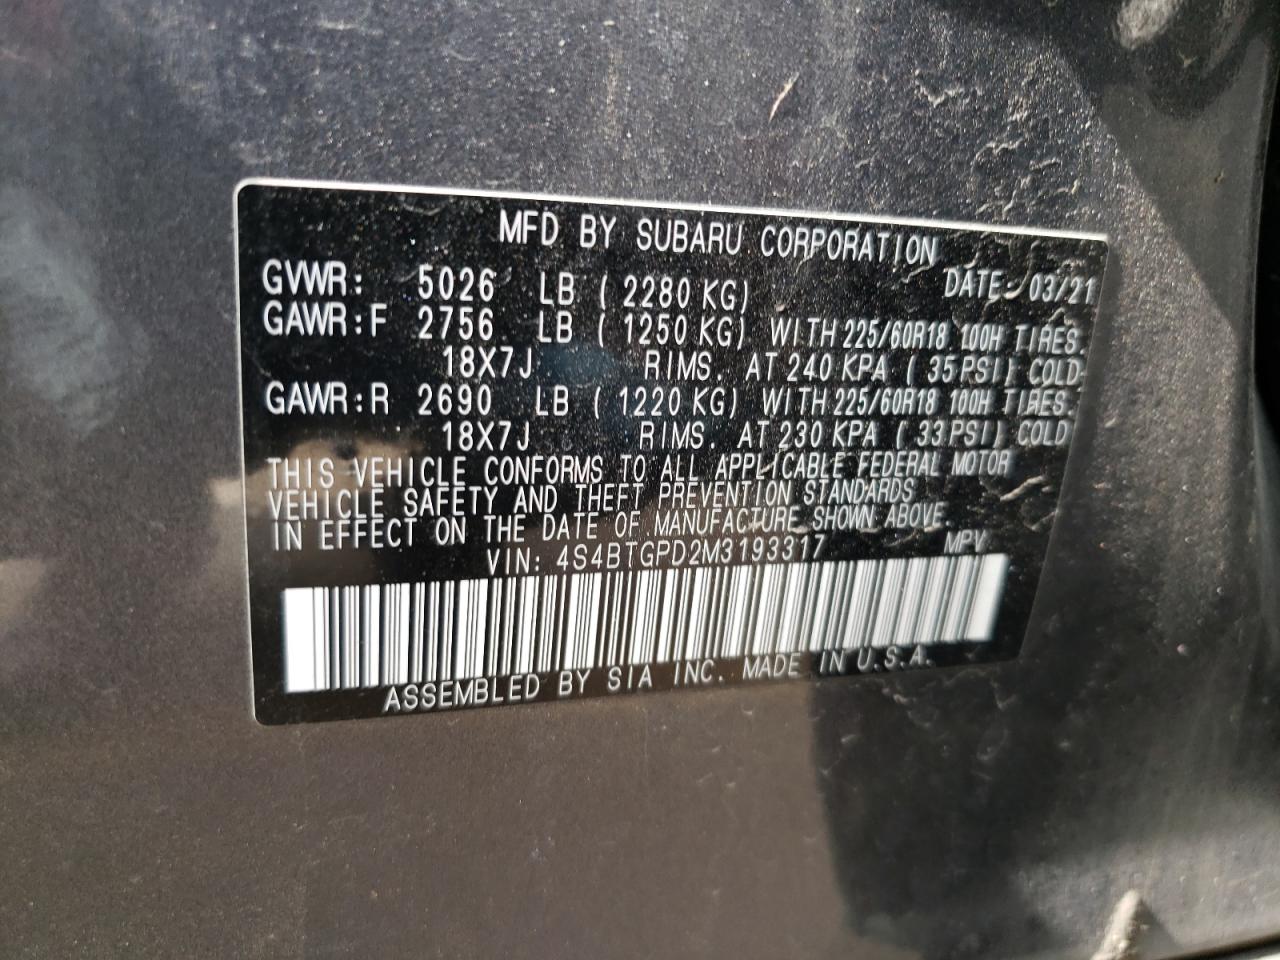 MFD BY SUBARU CORPORATION
GVWR: 5026 LB (2280 KG) DATE: 03/21
GAWR:F 2756 LB (1250 KG) WITH 225/60R18 100H TIRES.
18X7J RIMS. AT 240 KPA (35 PSI) COLD
GAWR:R 2690 LB (1220 KG) WITH 225/60R18 100H TIRES.
18X7J RIMS. AT 230 KPA (33 PSI) COLD
THIS VEHICLE CONFORMS TO ALL APPLICABLE FEDERAL MOTOR
VEHICLE SAFETY AND THEFT PREVENTION STANDARDS
IN EFFECT ON THE DATE OF MANUFACTURE SHOWN ABOVE.
VIN: 4S4BTGPD2M3193317 MPV
ASSEMBLED BY SIA INC. MADE IN U.S.A.